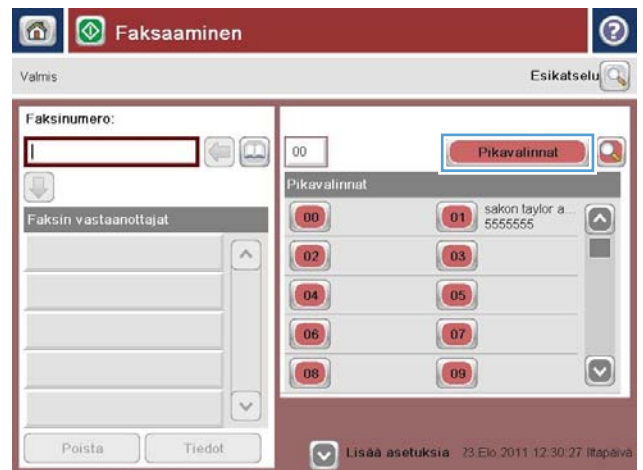 Faksaaminen
Valmis
Esikatselu
Faksinumero:
00
Pikavalinnat
Pikavalinnat
Faksin vastaanottajat
00
01 sakon taylor a...
5555555
02
03
04
05
06
07
08
09
Poista
Tiedot
Lisää asetuksia 23.Elo 2011 12:30:27 Iltapäivä